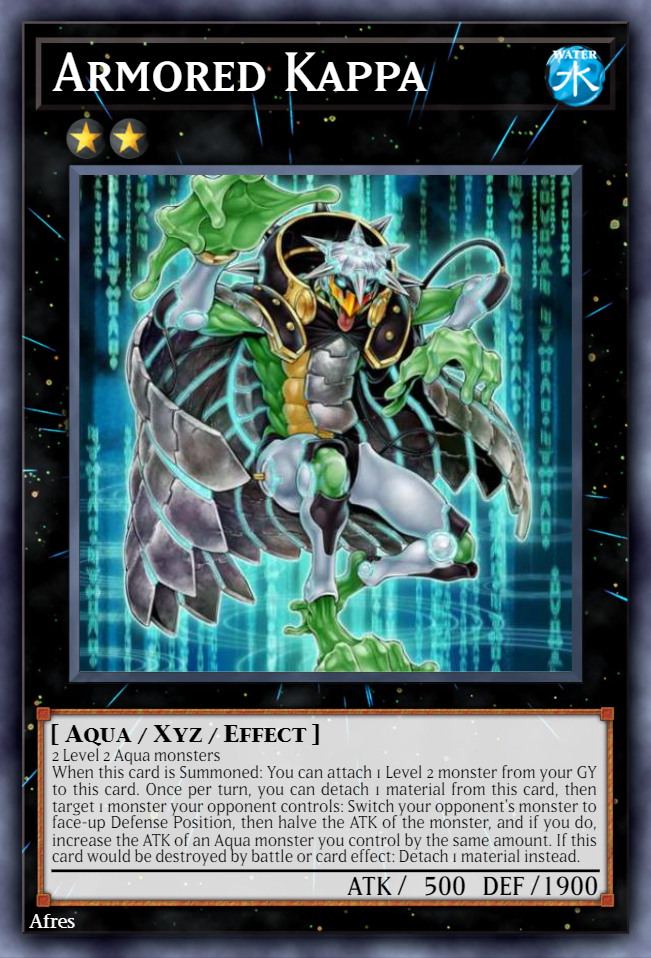 Armored Kappa
WATER
水
[ Aqua / Xyz / Effect ]
2 Level 2 Aqua monsters
When this card is Summoned: You can attach 1 Level 2 monster from your GY
to this card. Once per turn, you can detach 1 material from this card, then
target 1 monster your opponent controls: Switch your opponent's monster to
face-up Defense Position, then halve the ATK of the monster, and if you do,
increase the ATK of an Aqua monster you control by the same amount. If this
card would be destroyed by battle or card effect: Detach 1 material instead.
ATK / 500 DEF /1900
Afres